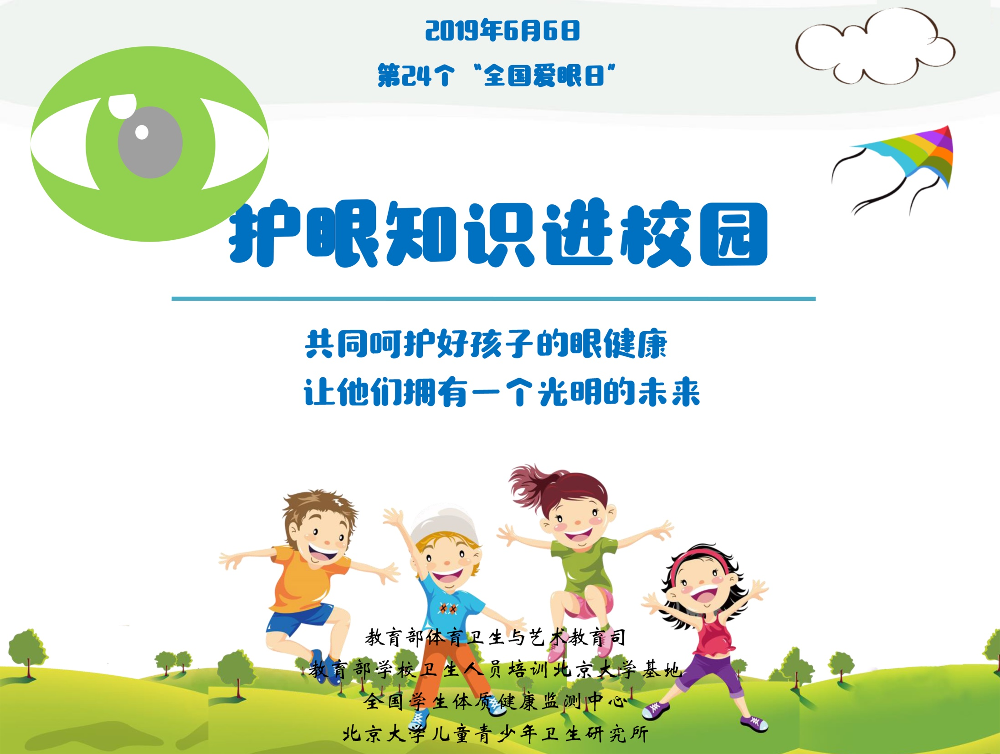 2019年6月6日
第24个“全国爱眼日”
护眼知识进校园
共同呵护好孩子的眼健康
让他们拥有一个光明的未来
教育部体育卫生与艺术教育司
教育部学校卫生人员培训北京大学基地
全国学生体质健康监测中心
北京大学儿童青少年卫生研究所